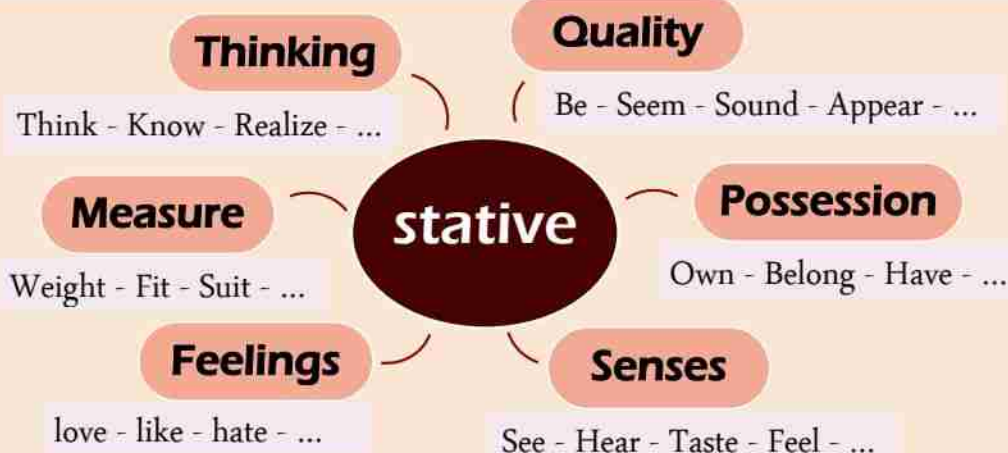 Thinking
Think - Know - Realize - ...
Quality
Be - Seem - Sound - Appear - ...
Measure
Weight - Fit - Suit - ...
stative
Possession
Own - Belong - Have - ...
Feelings
love - like - hate - ...
Senses
See - Hear - Taste - Feel - ...